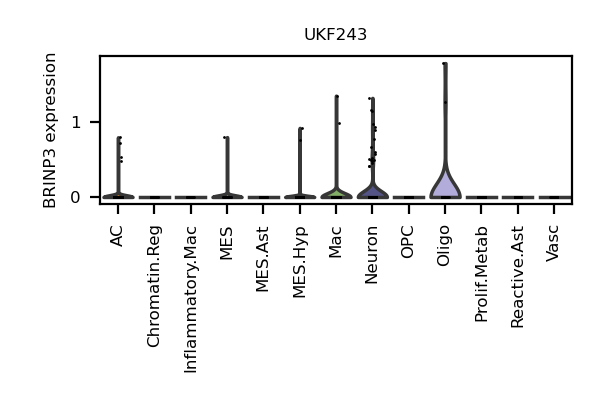 UKF243
BRINP3 expression
1
0
AC
Chromatin.Reg
Inflammatory.Mac
MES
MES.Ast
MES.Hyp
Mac
Neuron
OPC
Oligo
Prolif.Metab
Reactive.Ast
Vasc